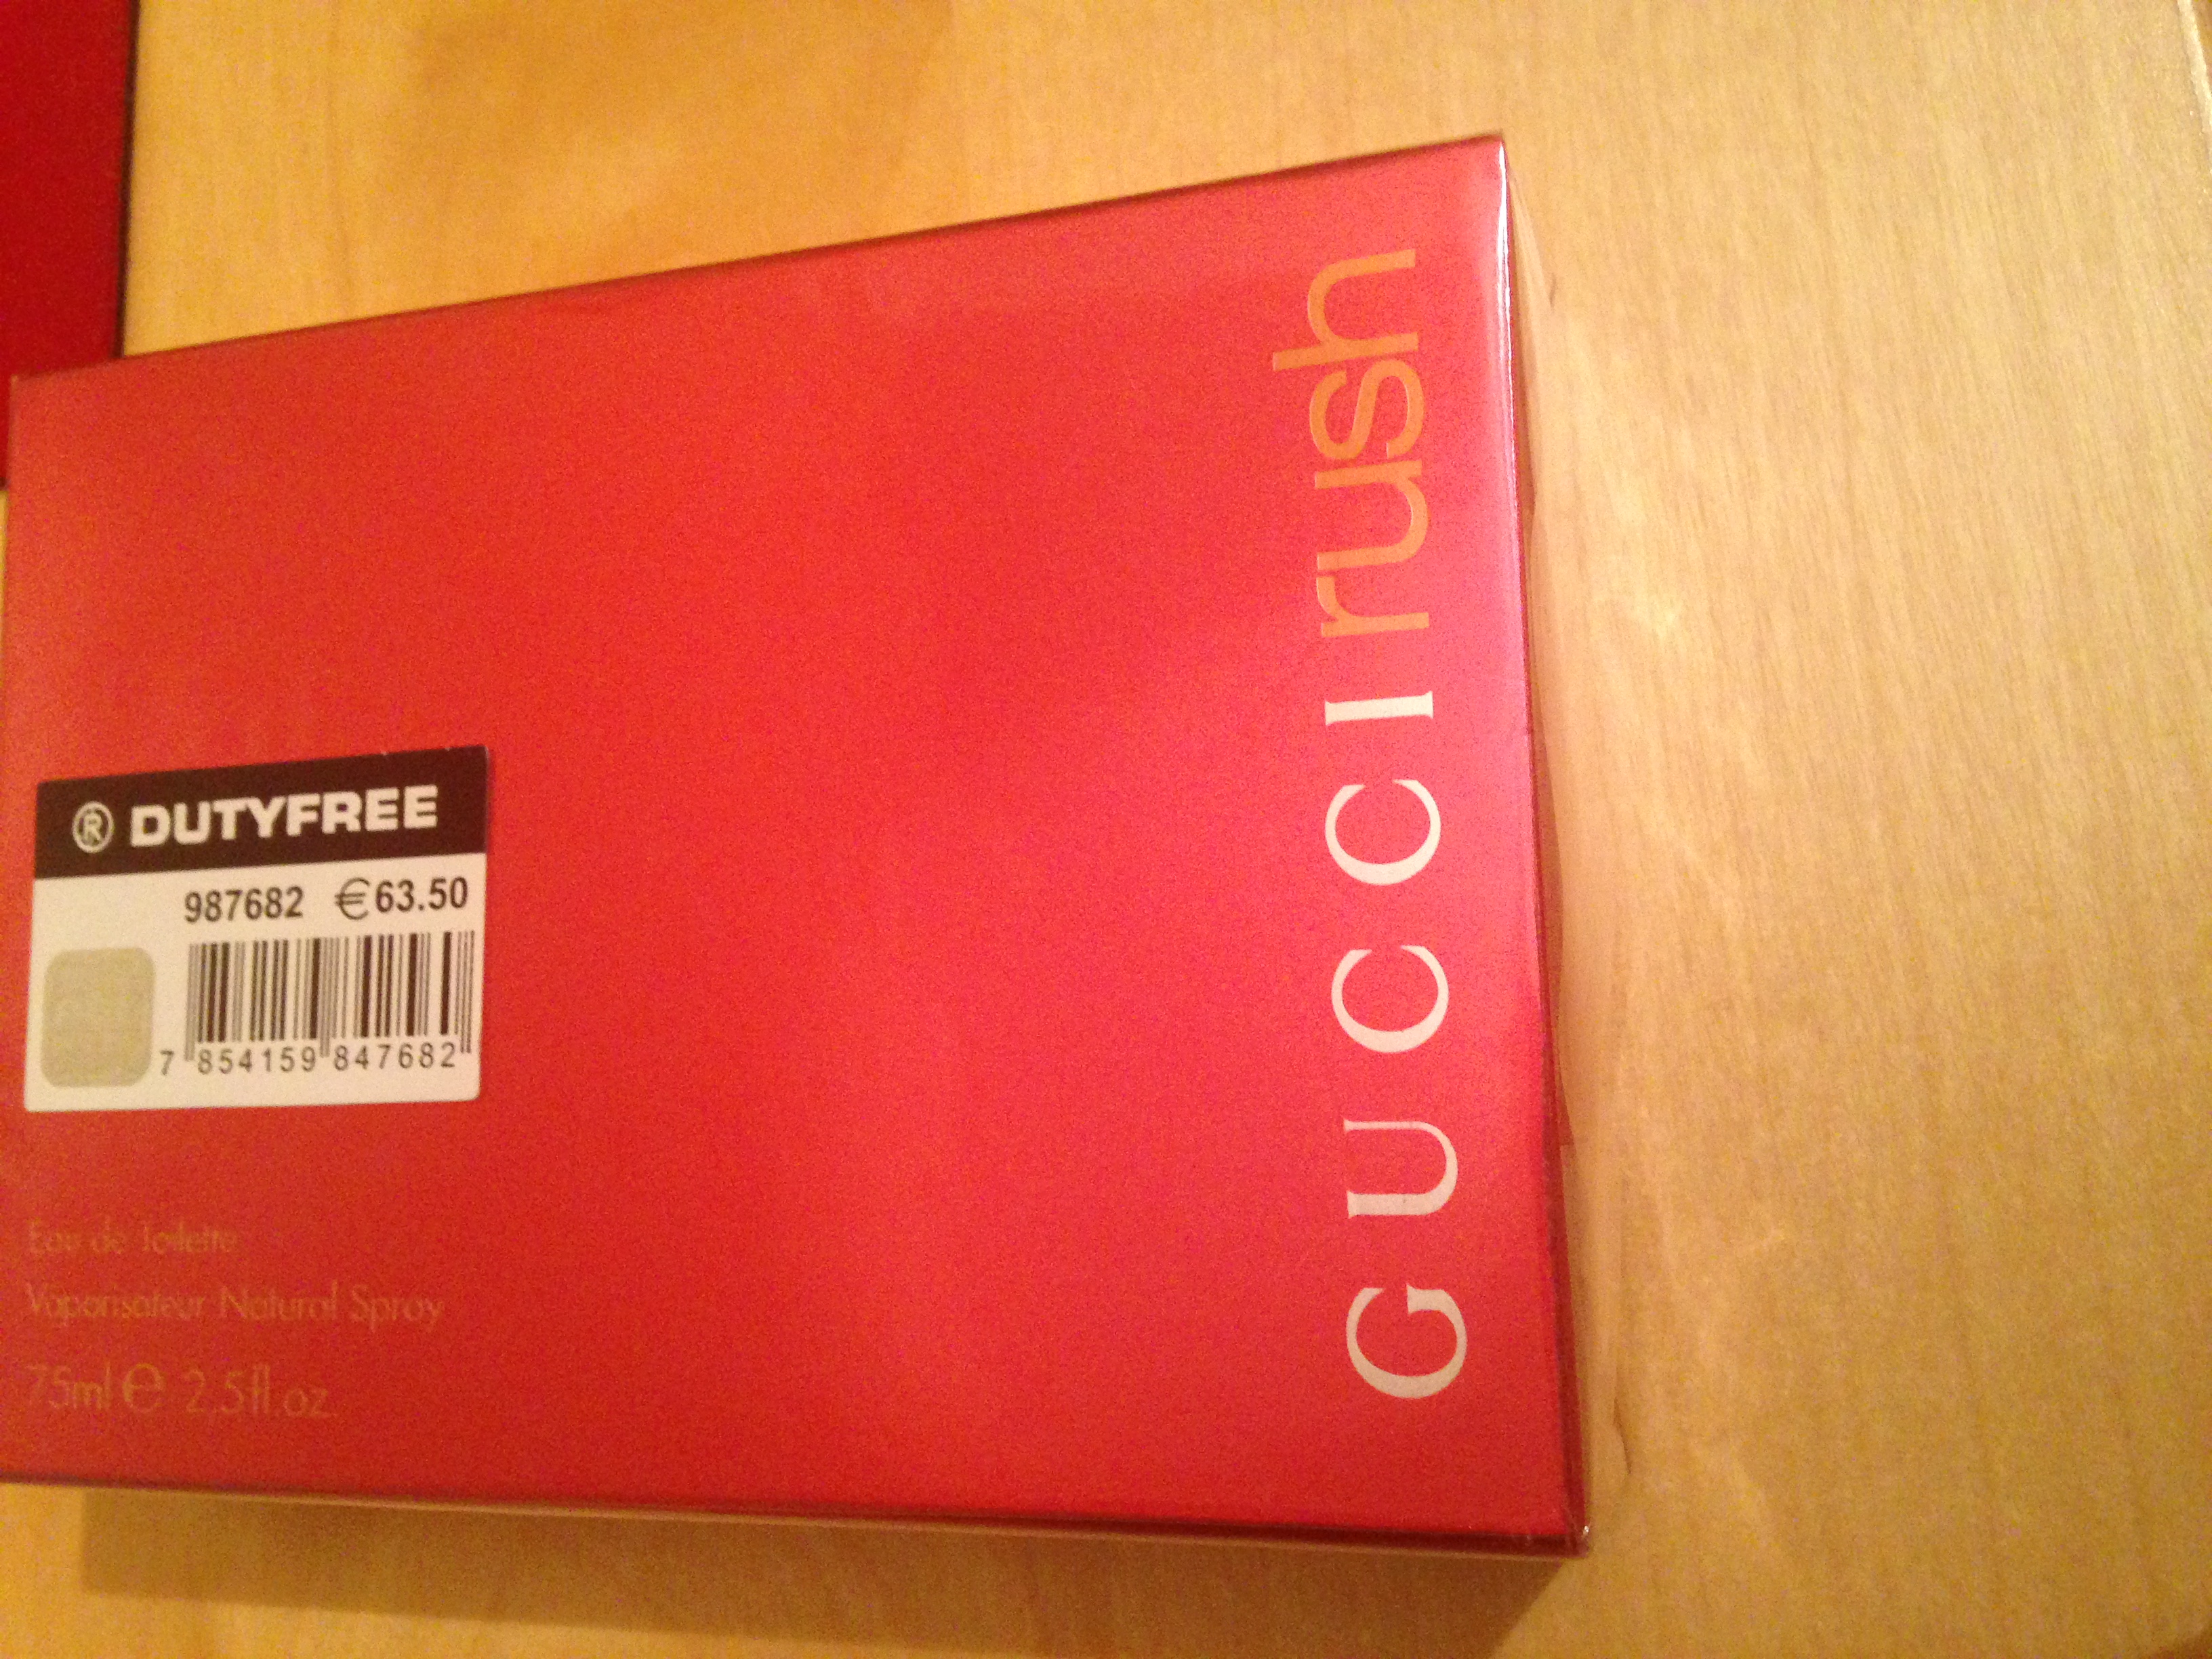 ® DUTYFREE
987682 €63.50
7 854159 847682
Eau de Toilette
Vaporisateur Natural Spray
75ml e 2.5fl.oz.
GUCCI rush